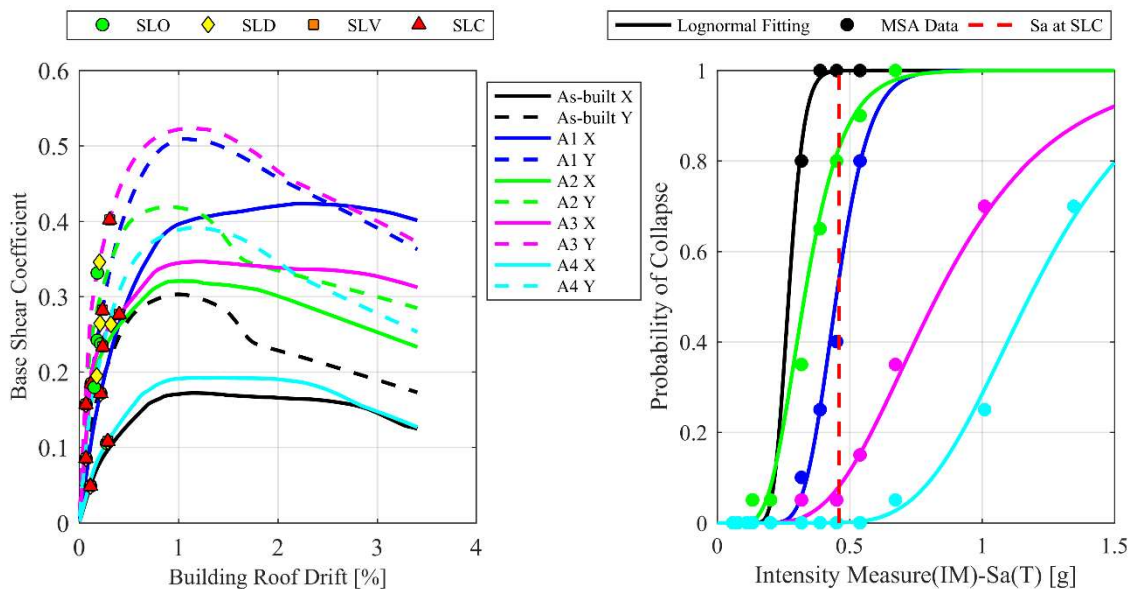 SLO SLD SLV SLC
0.6
0.5
0.4
0.3
0.2
0.1
0
0 1 2 3 4
Base Shear Coefficient
Building Roof Drift [%]
As-built X
As-built Y
A1 X
A1 Y
A2 X
A2 Y
A3 X
A3 Y
A4 X
A4 Y
Lognormal Fitting MSA Data Sa at SLC
1
0.8
0.6
0.4
0.2
0
0 0.5 1 1.5
Probability of Collapse
Intensity Measure(IM)-Sa(T) [g]